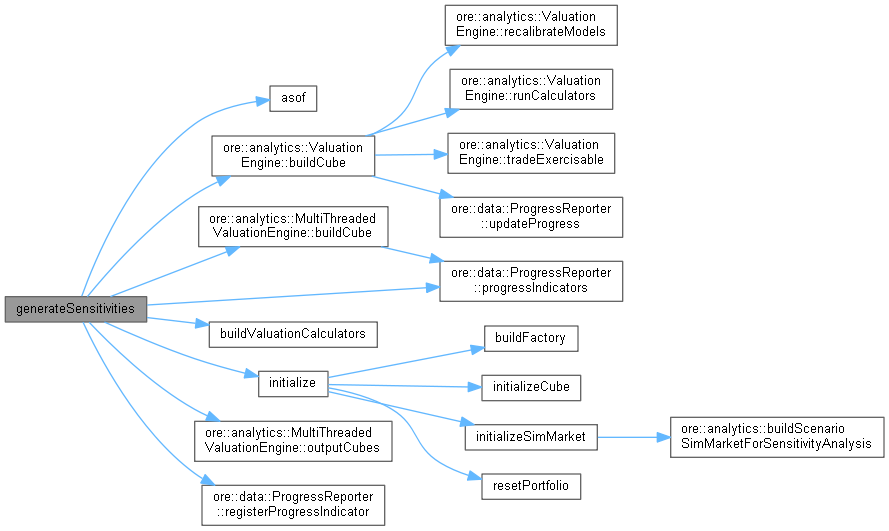 generateSensitivities
asof
ore::analytics::Valuation
Engine::buildCube
ore::analytics::Valuation
Engine::recalibrateModels
ore::analytics::Valuation
Engine::runCalculators
ore::analytics::Valuation
Engine::tradeExercisable
ore::data::ProgressReporter
::updateProgress
ore::analytics::MultiThreaded
ValuationEngine::buildCube
ore::data::ProgressReporter
::progressIndicators
buildValuationCalculators
initialize
buildFactory
initializeCube
initializeSimMarket
ore::analytics::buildScenario
SimMarketForSensitivityAnalysis
resetPortfolio
ore::analytics::MultiThreaded
ValuationEngine::outputCubes
ore::data::ProgressReporter
::registerProgressIndicator